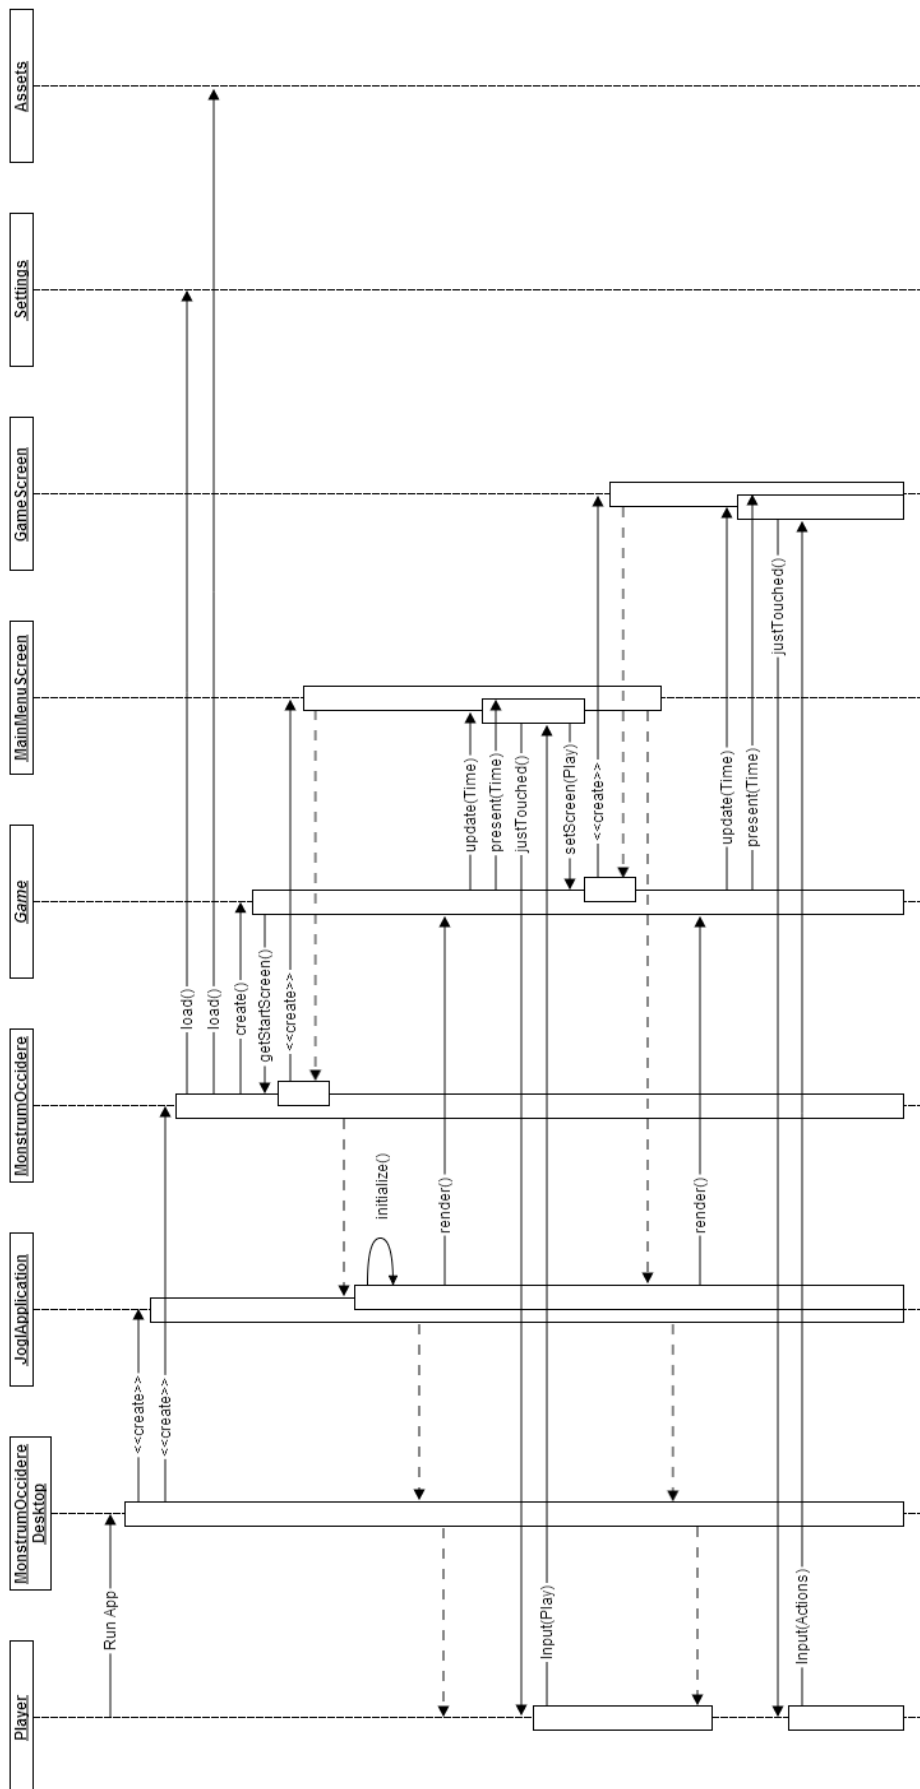 Player
MonstrumOccidere
Desktop
JoglApplication
MonstrumOccidere
Game
MainMenuScreen
GameScreen
Settings
Assets
Run App
<<create>>
<<create>>
load()
load()
create()
getStartScreen()
<<create>>
initialize()
render()
update(Time)
present(Time)
justTouched()
Input(Play)
setScreen(Play)
<<create>>
render()
update(Time)
present(Time)
justTouched()
Input(Actions)